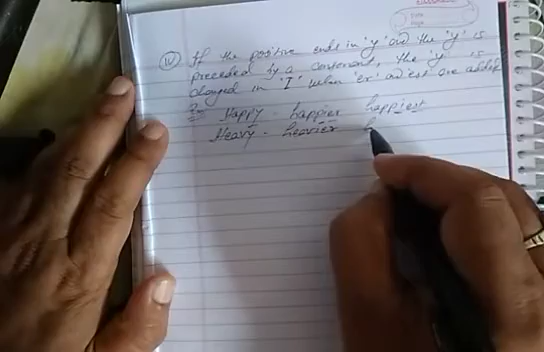 (iv) If the positive ends in 'y' and the 'y' is
preceded by a consonant, the 'y' is
changed in 'I' when 'er' and est are added
Ex Happy - happier happiest
Heavy - heavier h